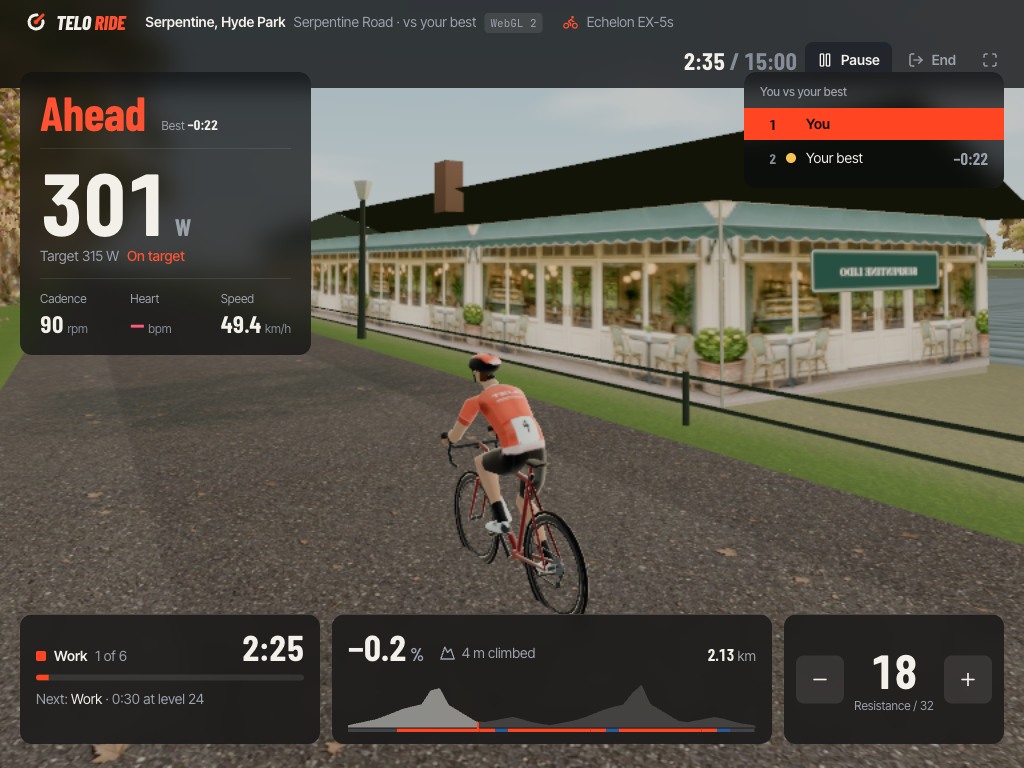 TELO RIDE
Serpentine, Hyde Park Serpentine Road · vs your best WebGL 2 Echelon EX-5s
2:35 / 15:00 Pause End
Ahead Best −0:22
301 W
Target 315 W On target
Cadence Heart Speed
90 rpm — bpm 49.4 km/h
You vs your best
1 You
2 Your best −0:22
SERPENTINE LIDO
4
Work 1 of 6 2:25
Next: Work · 0:30 at level 24
−0.2 % 4 m climbed 2.13 km
− 18 +
Resistance / 32